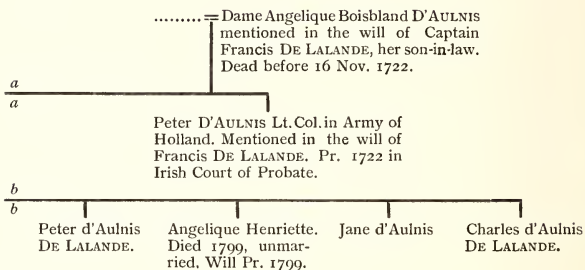 ......... = Dame Angelique Boisbland D'AULNIS
mentioned in the will of Captain
Francis DE LALANDE, her son-in-law.
Dead before 16 Nov. 1722.
a
a
Peter D'AULNIS Lt. Col. in Army of
Holland. Mentioned in the will of
Francis DE LALANDE. Pr. 1722 in
Irish Court of Probate.
b
b
Peter d'Aulnis
DE LALANDE.
Angelique Henriette.
Died 1799, unmar-
ried, Will Pr. 1799.
Jane d'Aulnis
Charles d'Aulnis
DE LALANDE.